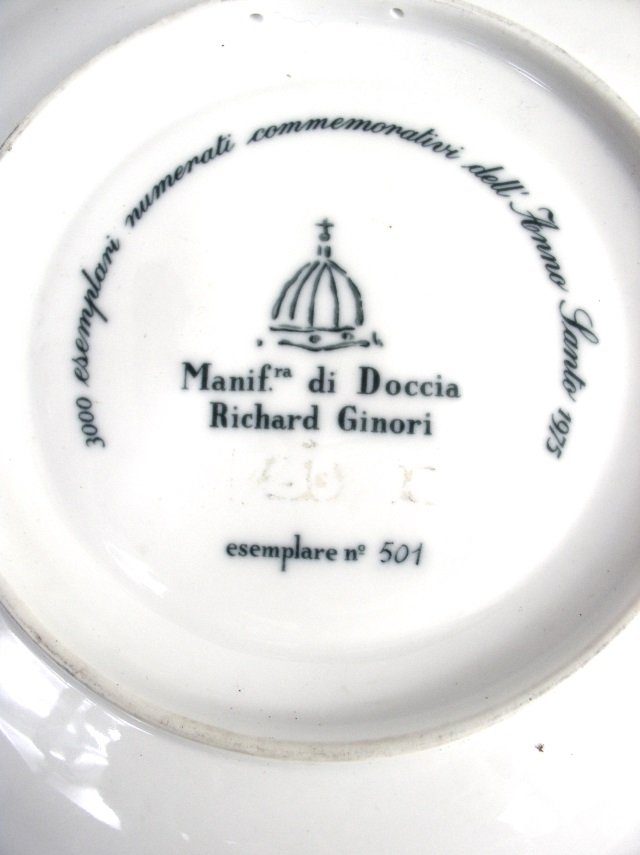 3000 esemplari numerati commemorativi dell'Anno Santo 1975
Manif.ra di Doccia
Richard Ginori
esemplare nº 501